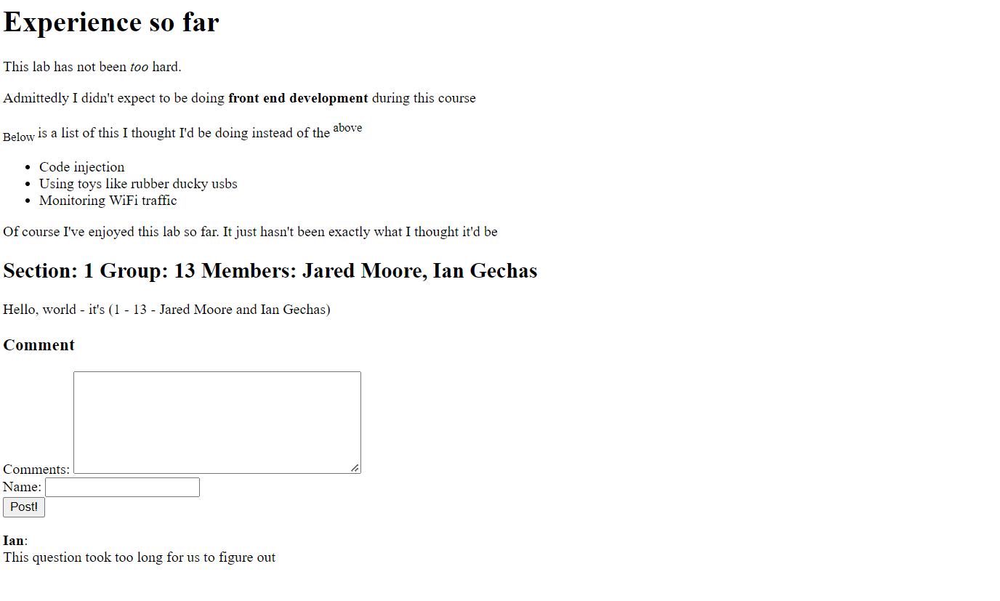 Experience so far
This lab has not been too hard.
Admittedly I didn't expect to be doing front end development during this course
Below is a list of this I thought I'd be doing instead of the above
• Code injection
• Using toys like rubber ducky usbs
• Monitoring WiFi traffic
Of course I've enjoyed this lab so far. It just hasn't been exactly what I thought it'd be
Section: 1 Group: 13 Members: Jared Moore, Ian Gechas
Hello, world - it's (1 - 13 - Jared Moore and Ian Gechas)
Comment
Comments:
Name:
Post!
Ian:
This question took too long for us to figure out